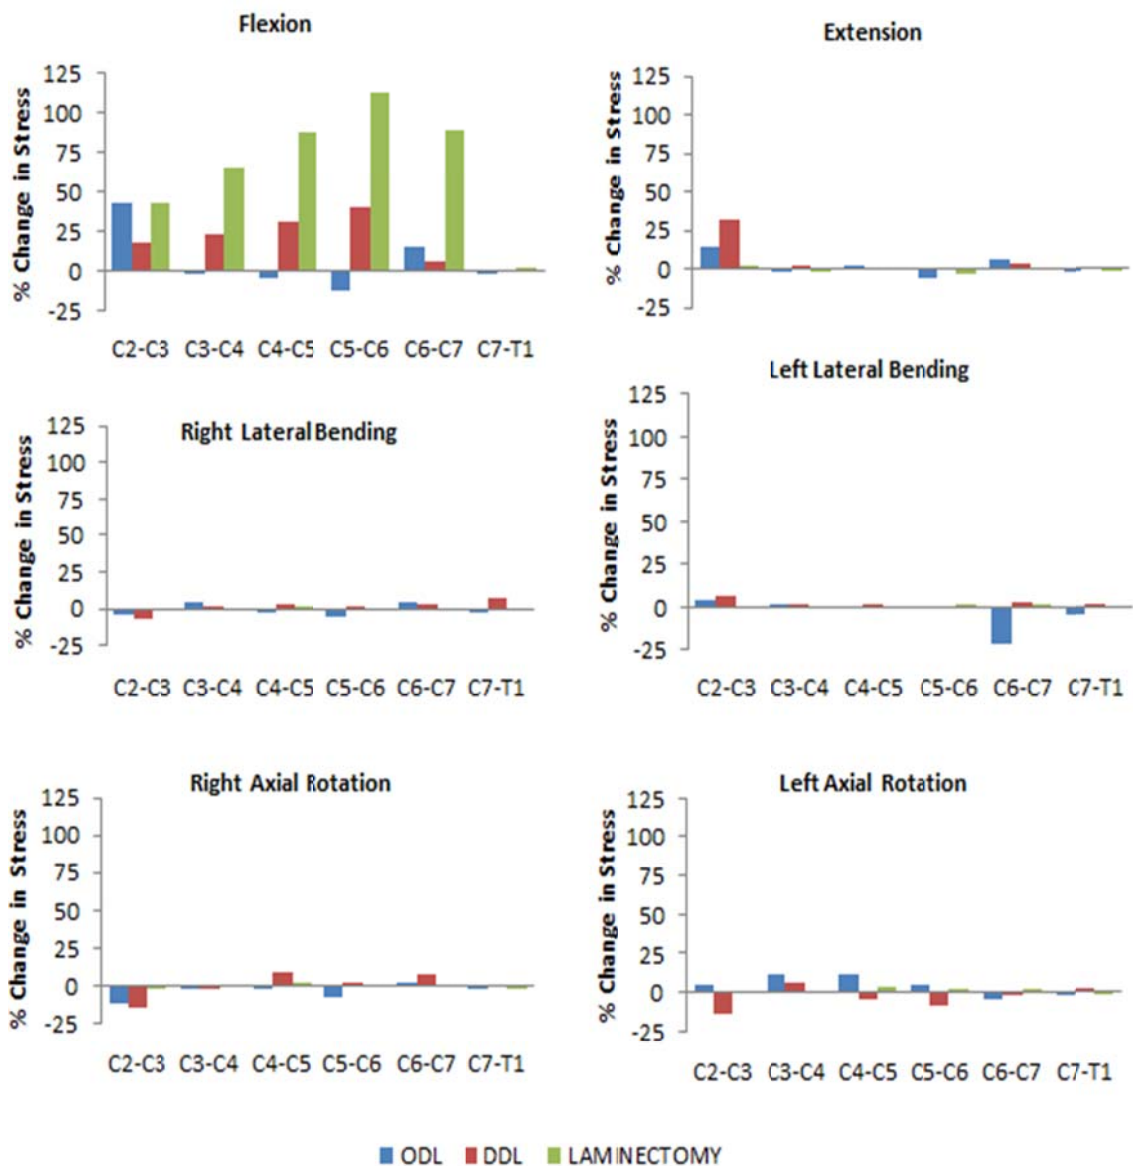 Flexion
% Change in Stress
125
100
75
50
25
0
-25
C2-C3 C3-C4 C4-C5 C5-C6 C6-C7 C7-T1
Extension
% Change in Stress
125
100
75
50
25
0
-25
Right Lateral Bending
% Change in Stress
125
100
75
50
25
0
-25
C2-C3 C3-C4 C4-C5 C5-C6 C6-C7 C7-T1
Left Lateral Bending
% Change in Stress
125
100
75
50
25
0
-25
C2-C3 C3-C4 C4-C5 C5-C6 C6-C7 C7-T1
Right Axial Rotation
% Change in Stress
125
100
75
50
25
0
-25
C2-C3 C3-C4 C4-C5 C5-C6 C6-C7 C7-T1
Left Axial Rotation
% Change in Stress
125
100
75
50
25
0
-25
C2-C3 C3-C4 C4-C5 C5-C6 C6-C7 C7-T1
ODL DDL LAMINECTOMY